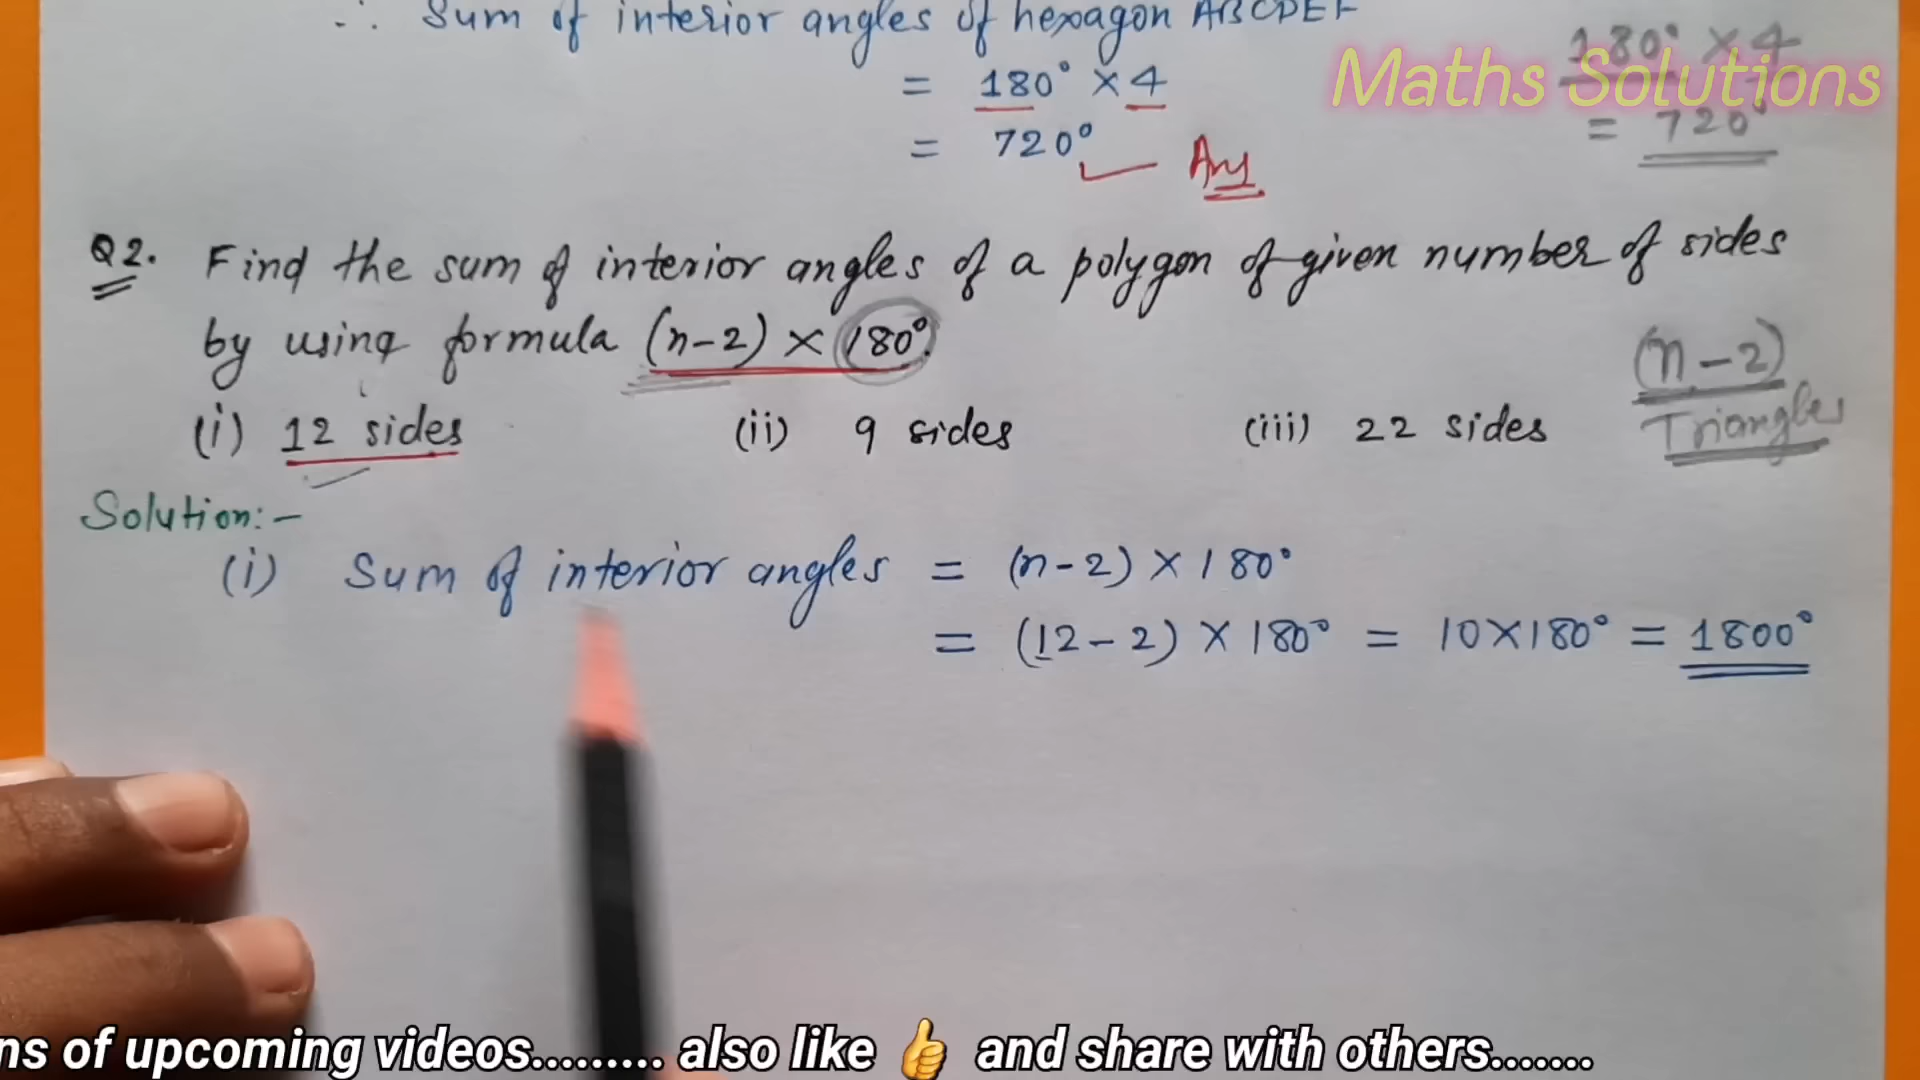 ∴ Sum of interior angles of hexagon ABCDEF
= 180° × 4
= 720°
Ans
180° × 4
= 720°
Maths Solutions
Q2. Find the sum of interior angles of a polygon of given number of sides
by using formula (n-2) × 180°.
(n-2)
Triangles
(i) 12 sides (ii) 9 sides (iii) 22 sides
Solution:-
(i) Sum of interior angles = (n-2) × 180°
= (12-2) × 180° = 10×180° = 1800°
ns of upcoming videos......... also like 👍 and share with others.......